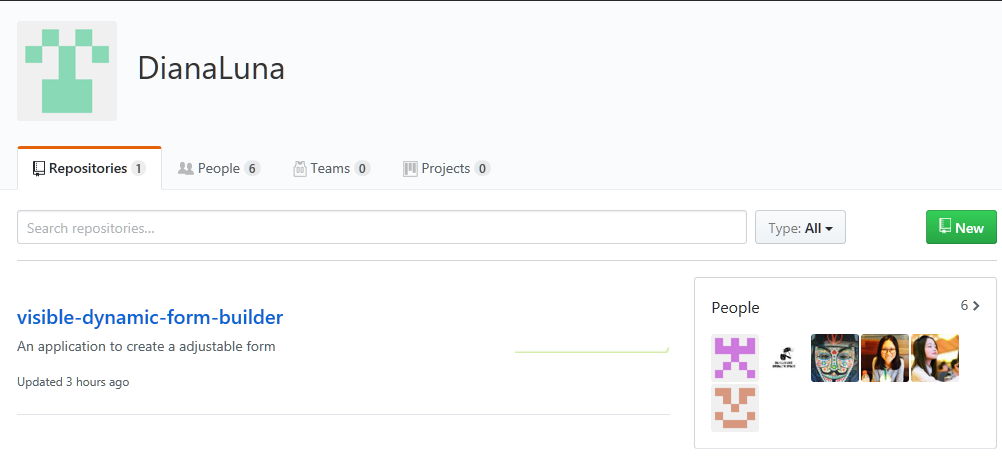 DianaLuna
Repositories 1
People 6
Teams 0
Projects 0
Search repositories...
Type: All
New
visible-dynamic-form-builder
An application to create a adjustable form
Updated 3 hours ago
People
6